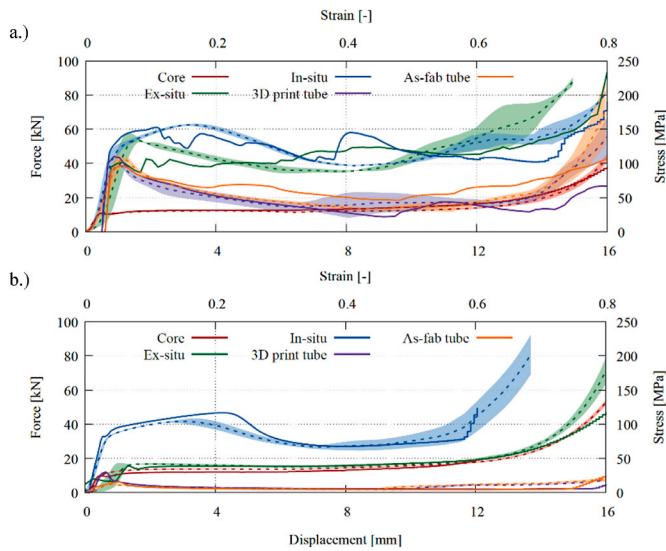 Strain [-]
a.)
0 0.2 0.4 0.6 0.8
100 250
Core In-situ As-fab tube
Ex-situ 3D print tube
80 200
60 150
40 100
20 50
0 0
Force [kN]
Stress [MPa]
4 8 12 16
Strain [-]
b.)
0 0.2 0.4 0.6 0.8
100 250
Core In-situ As-fab tube
Ex-situ 3D print tube
80 200
60 150
40 100
20 50
0 0
Force [kN]
Stress [MPa]
0 4 8 12 16
Displacement [mm]